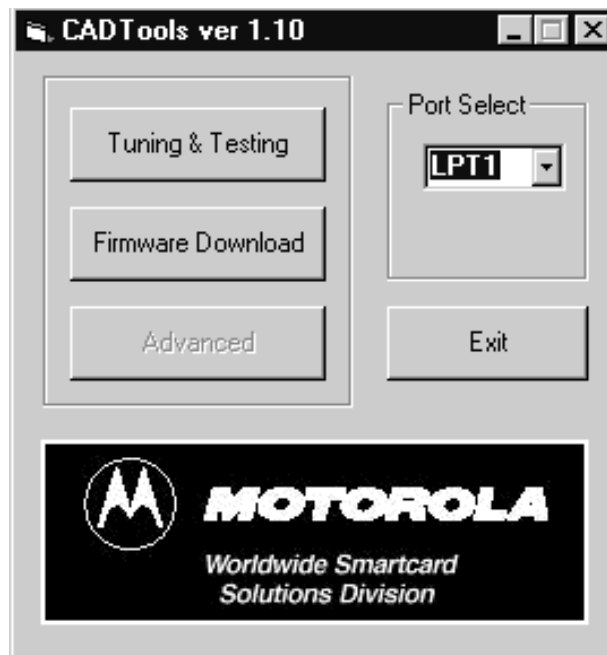 CADTools ver 1.10
Tuning & Testing
Firmware Download
Advanced
Port Select
LPT1
Exit
MOTOROLA
Worldwide Smartcard
Solutions Division